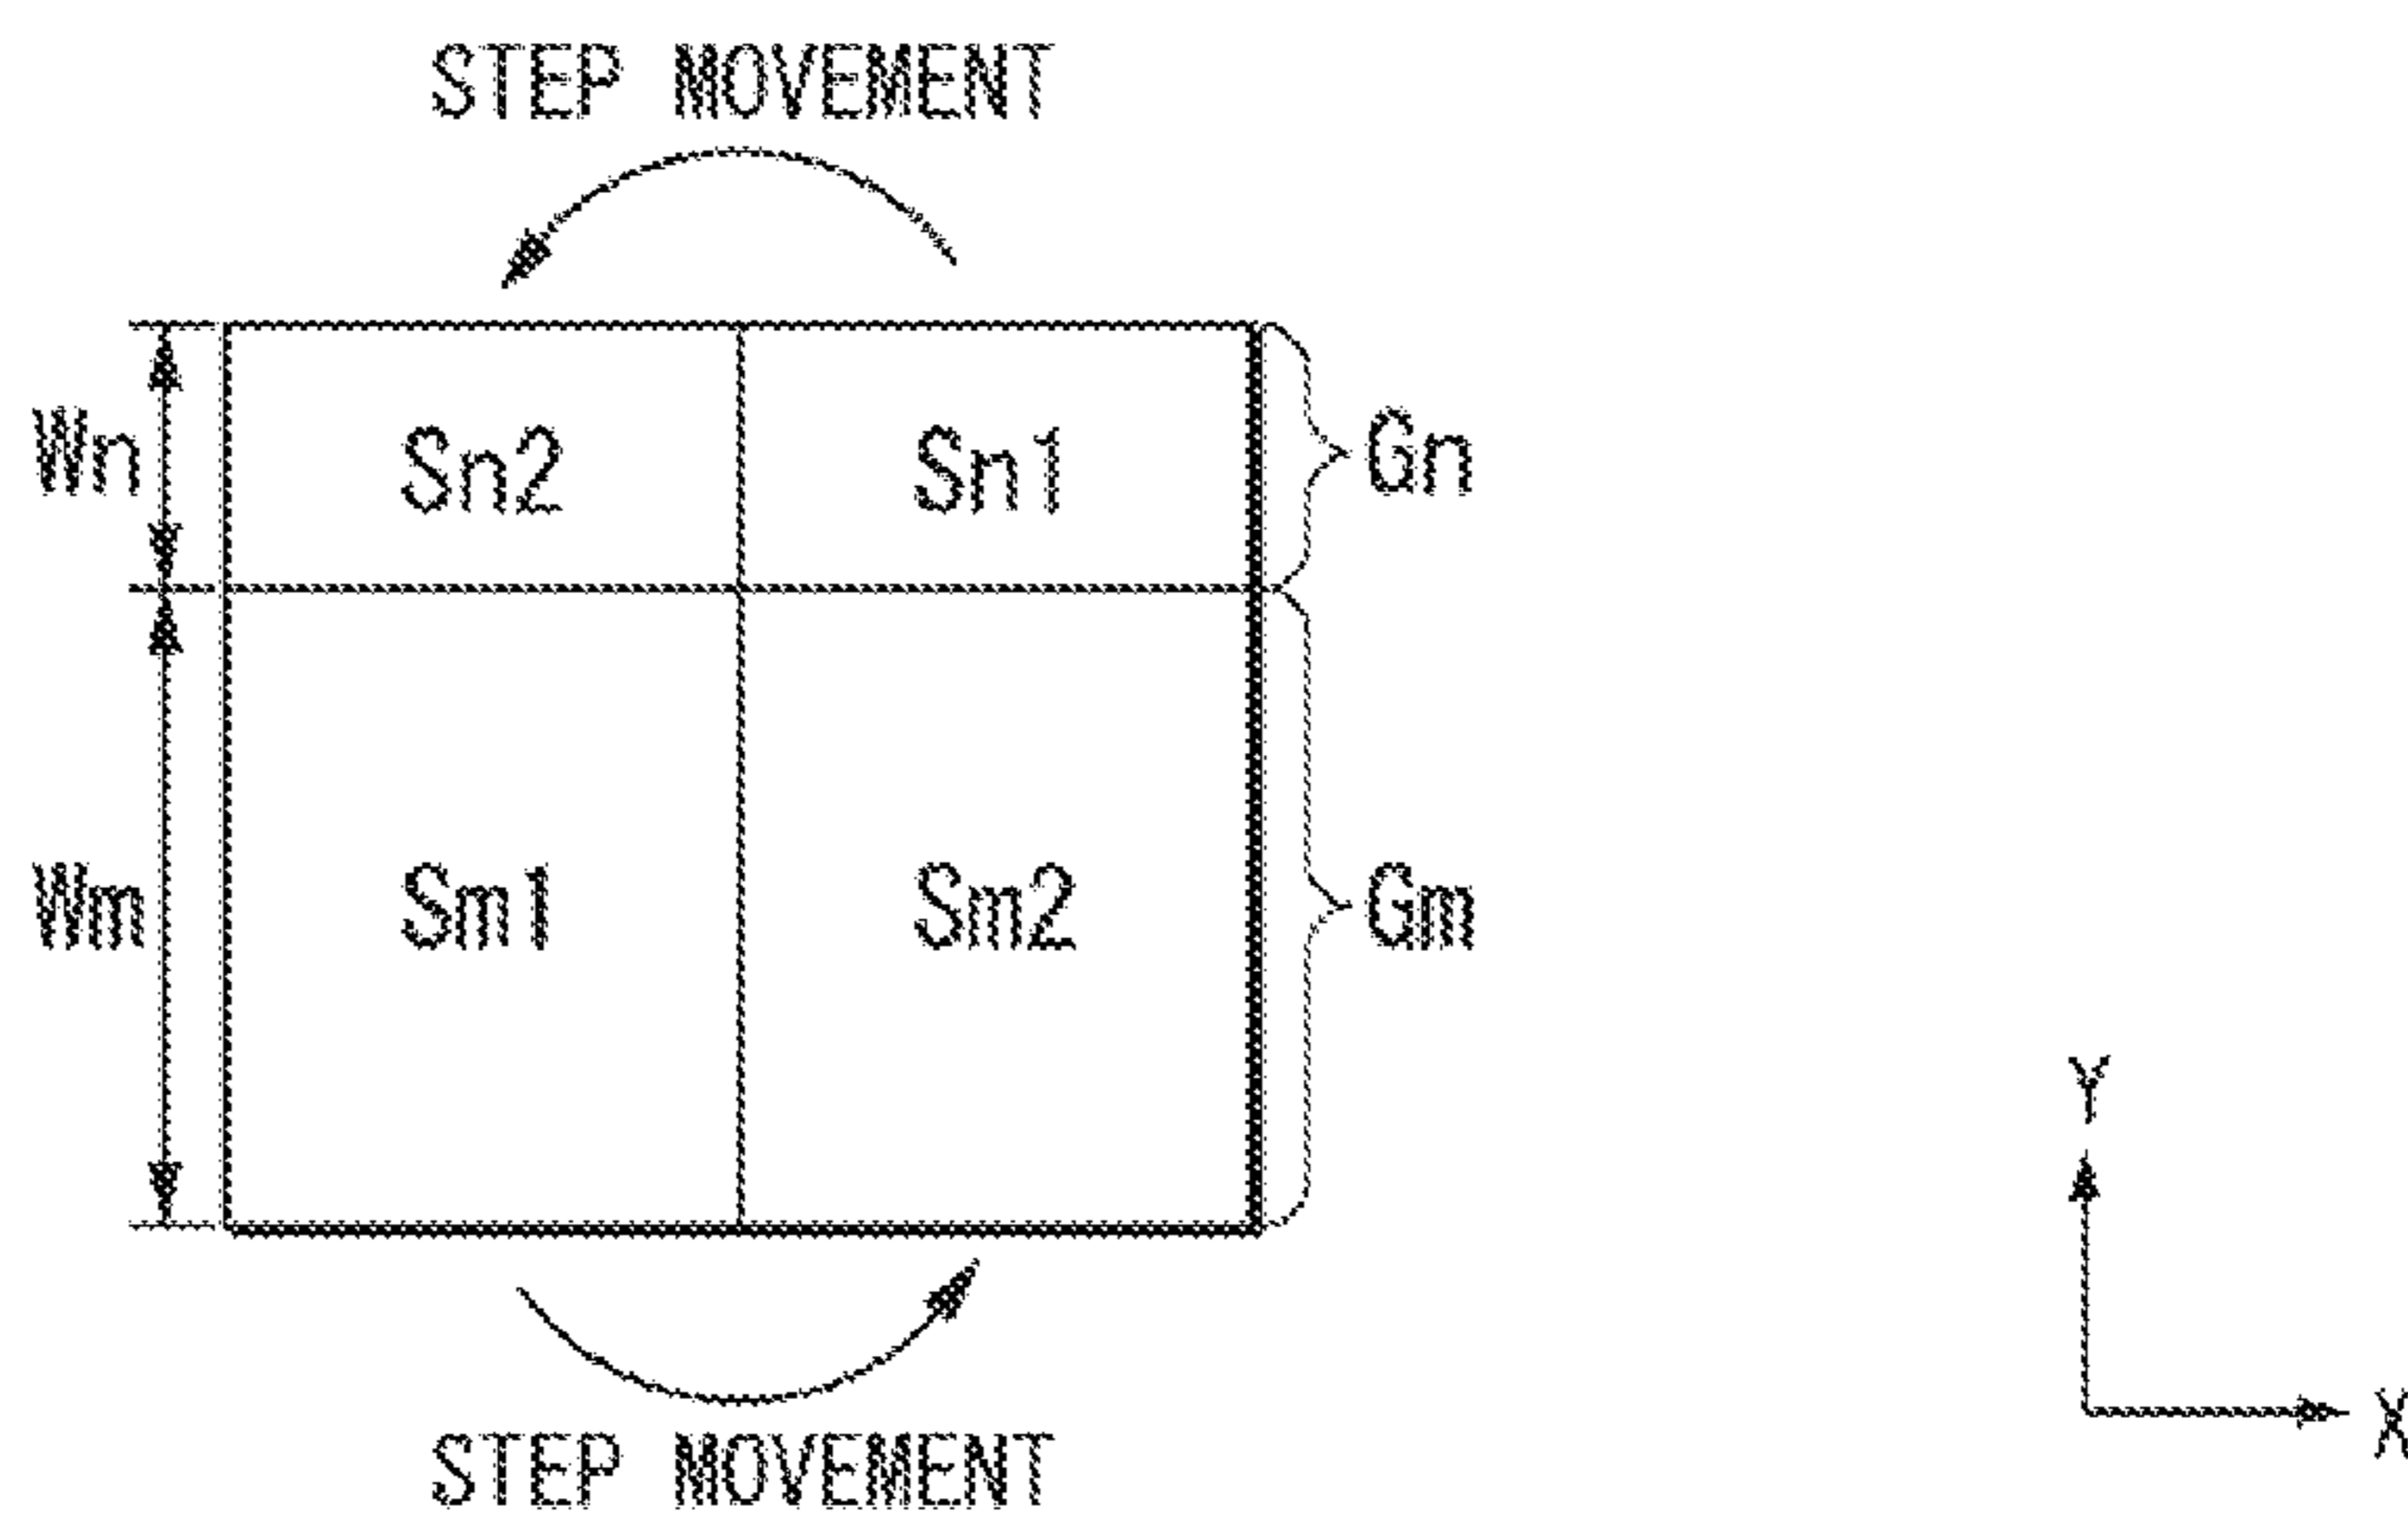 STEP MOVEMENT
Wn Sn2 Sn1 Gn
Wm Sm1 Sm2 Gm
Y
X
STEP MOVEMENT